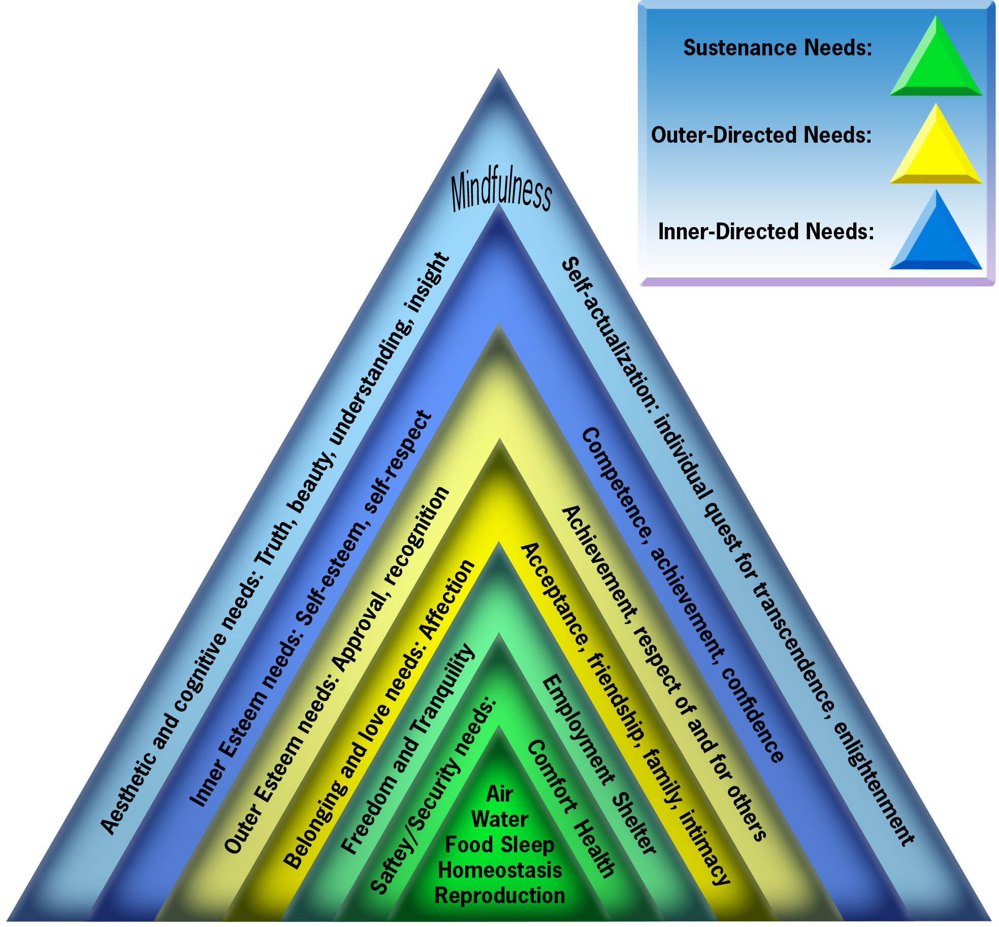 Sustenance Needs:
Outer-Directed Needs:
Inner-Directed Needs:
Mindfulness
Aesthetic and cognitive needs: Truth, beauty, understanding, insight
Self-actualization: individual quest for transcendence, enlightenment
Inner Esteem needs: Self-esteem, self-respect
Competence, achievement, confidence
Outer Esteem needs: Approval, recognition
Achievement, respect of and for others
Belonging and love needs: Affection
Acceptance, friendship, family, intimacy
Freedom and Tranquility
Employment Shelter
Saftey/Security needs:
Comfort Health
Air
Water
Food Sleep
Homeostasis
Reproduction